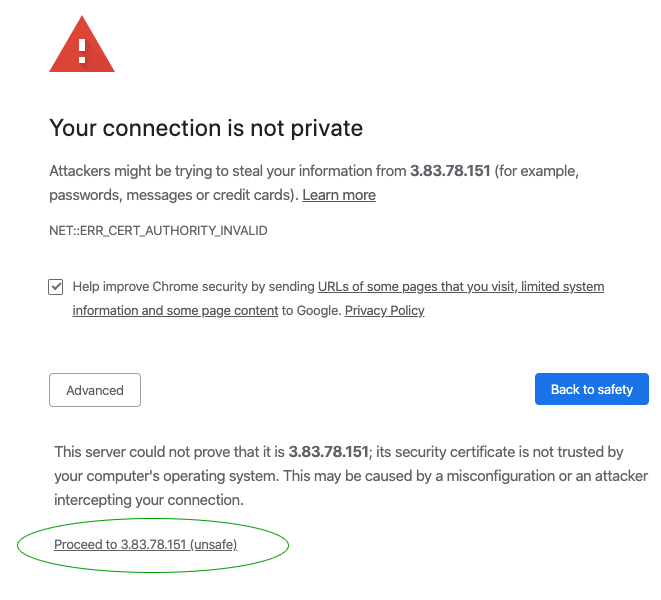 Your connection is not private
Attackers might be trying to steal your information from 3.83.78.151 (for example,
passwords, messages or credit cards). Learn more
NET::ERR_CERT_AUTHORITY_INVALID
Help improve Chrome security by sending URLs of some pages that you visit, limited system
information and some page content to Google. Privacy Policy
Advanced
Back to safety
This server could not prove that it is 3.83.78.151; its security certificate is not trusted by
your computer's operating system. This may be caused by a misconfiguration or an attacker
intercepting your connection.
Proceed to 3.83.78.151 (unsafe)